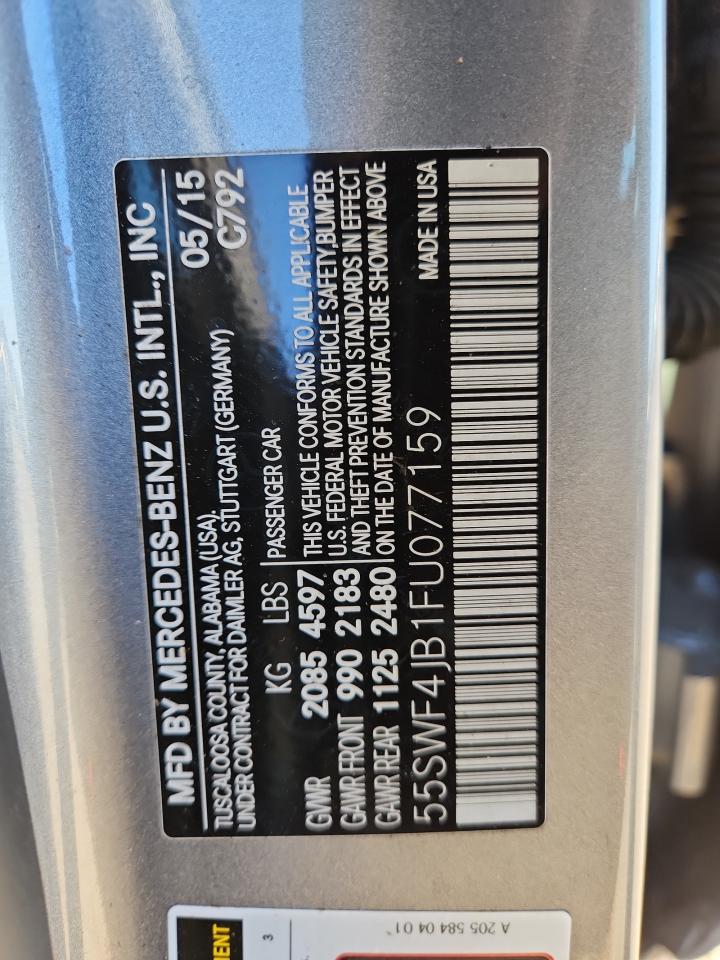 MFD BY MERCEDES-BENZ U.S. INTL., INC
TUSCALOOSA COUNTY, ALABAMA (USA) 05/15
UNDER CONTRACT FOR DAIMLER AG, STUTTGART (GERMANY) C792
KG LBS PASSENGER CAR
GVWR 2085 4597 THIS VEHICLE CONFORMS TO ALL APPLICABLE
GAWR FRONT 990 2183 U.S. FEDERAL MOTOR VEHICLE SAFETY,BUMPER
AND THEFT PREVENTION STANDARDS IN EFFECT
GAWR REAR 1125 2480 ON THE DATE OF MANUFACTURE SHOWN ABOVE
55SWF4JB1FU077159 MADE IN USA
3
A 205 584 04 01